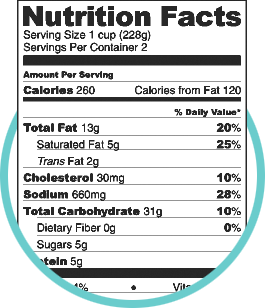 Nutrition Facts
Serving Size 1 cup (228g)
Servings Per Container 2
Amount Per Serving
Calories 260 Calories from Fat 120
% Daily Value*
Total Fat 13g 20%
Saturated Fat 5g 25%
Trans Fat 2g
Cholesterol 30mg 10%
Sodium 660mg 28%
Total Carbohydrate 31g 10%
Dietary Fiber 0g 0%
Sugars 5g
5g
4% •